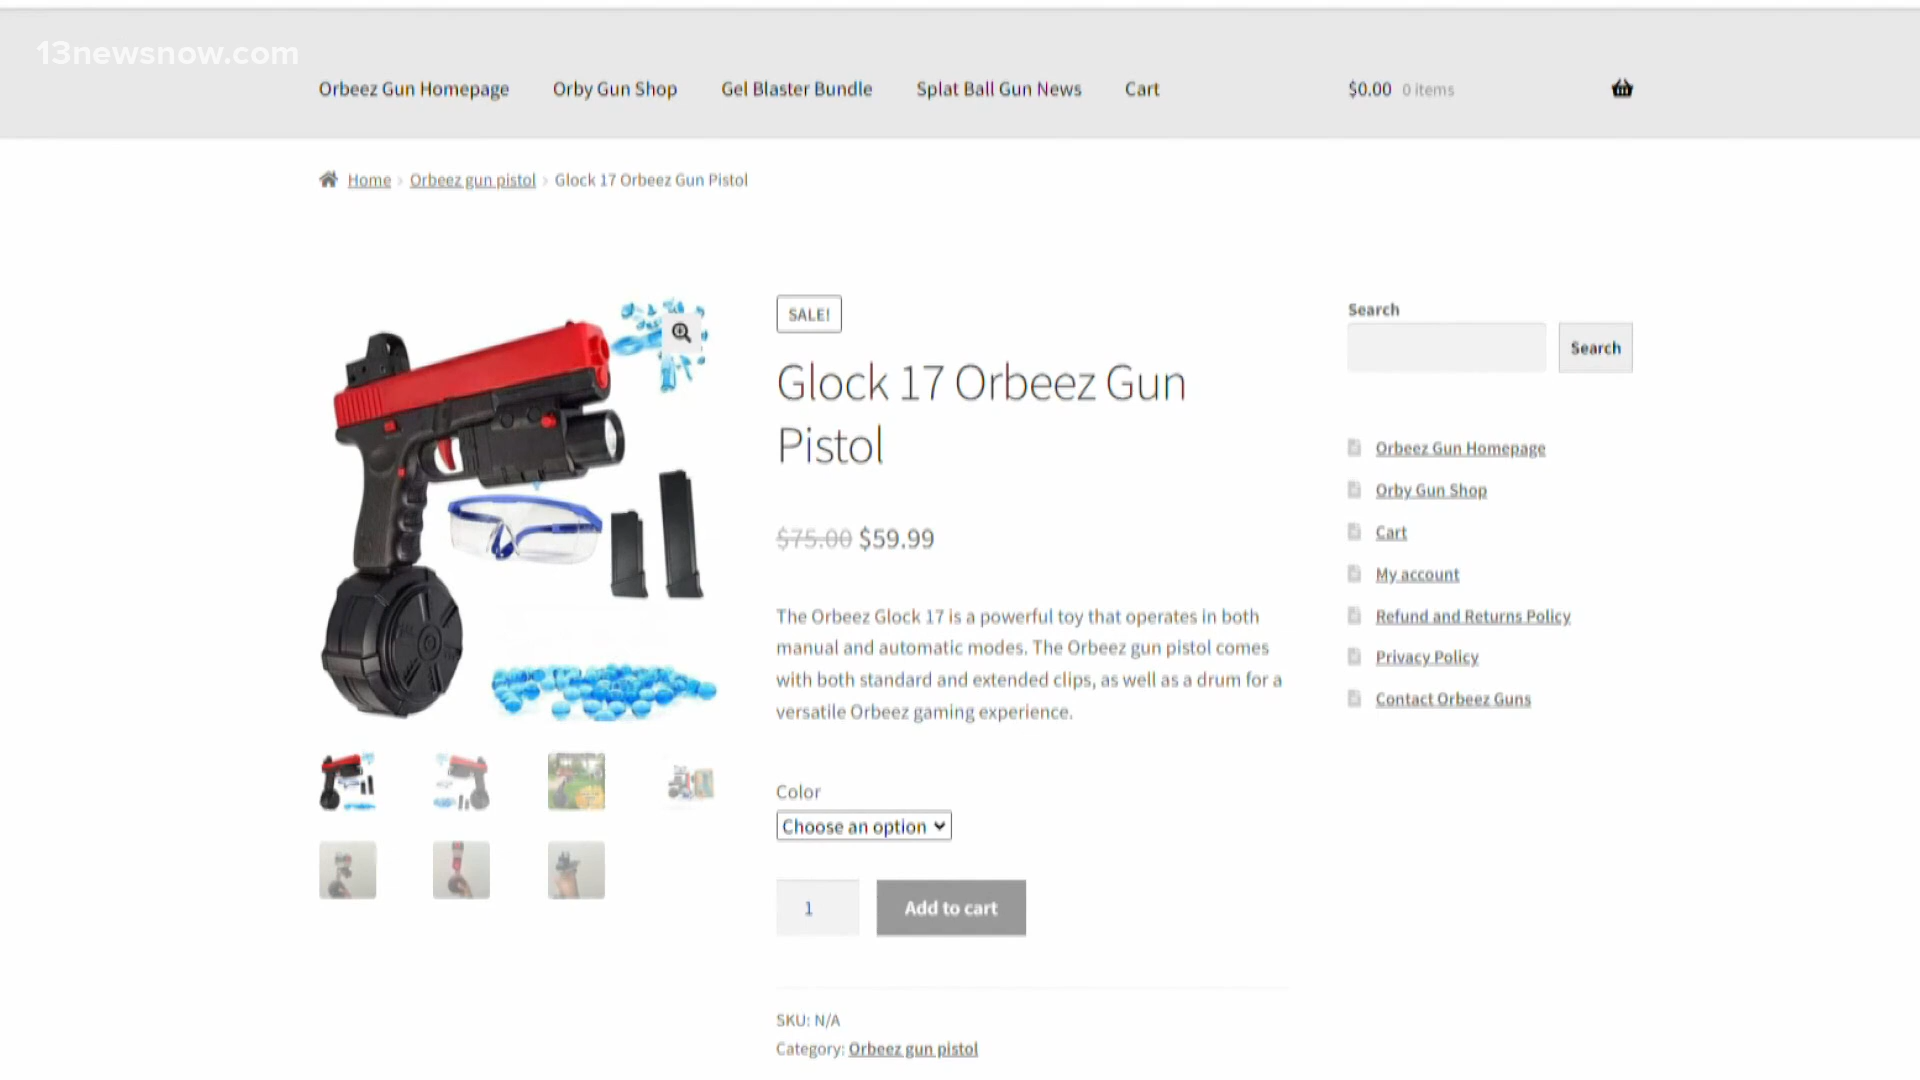 13newsnow.com
Orbeez Gun Homepage Orby Gun Shop Gel Blaster Bundle Splat Ball Gun News Cart $0.00 0 items
Home › Orbeez gun pistol › Glock 17 Orbeez Gun Pistol
SALE!
Glock 17 Orbeez Gun
Pistol
$75.00 $59.99
The Orbeez Glock 17 is a powerful toy that operates in both
manual and automatic modes. The Orbeez gun pistol comes
with both standard and extended clips, as well as a drum for a
versatile Orbeez gaming experience.
Color
Choose an option
1 Add to cart
SKU: N/A
Category: Orbeez gun pistol
Search
Search
Orbeez Gun Homepage
Orby Gun Shop
Cart
My account
Refund and Returns Policy
Privacy Policy
Contact Orbeez Guns